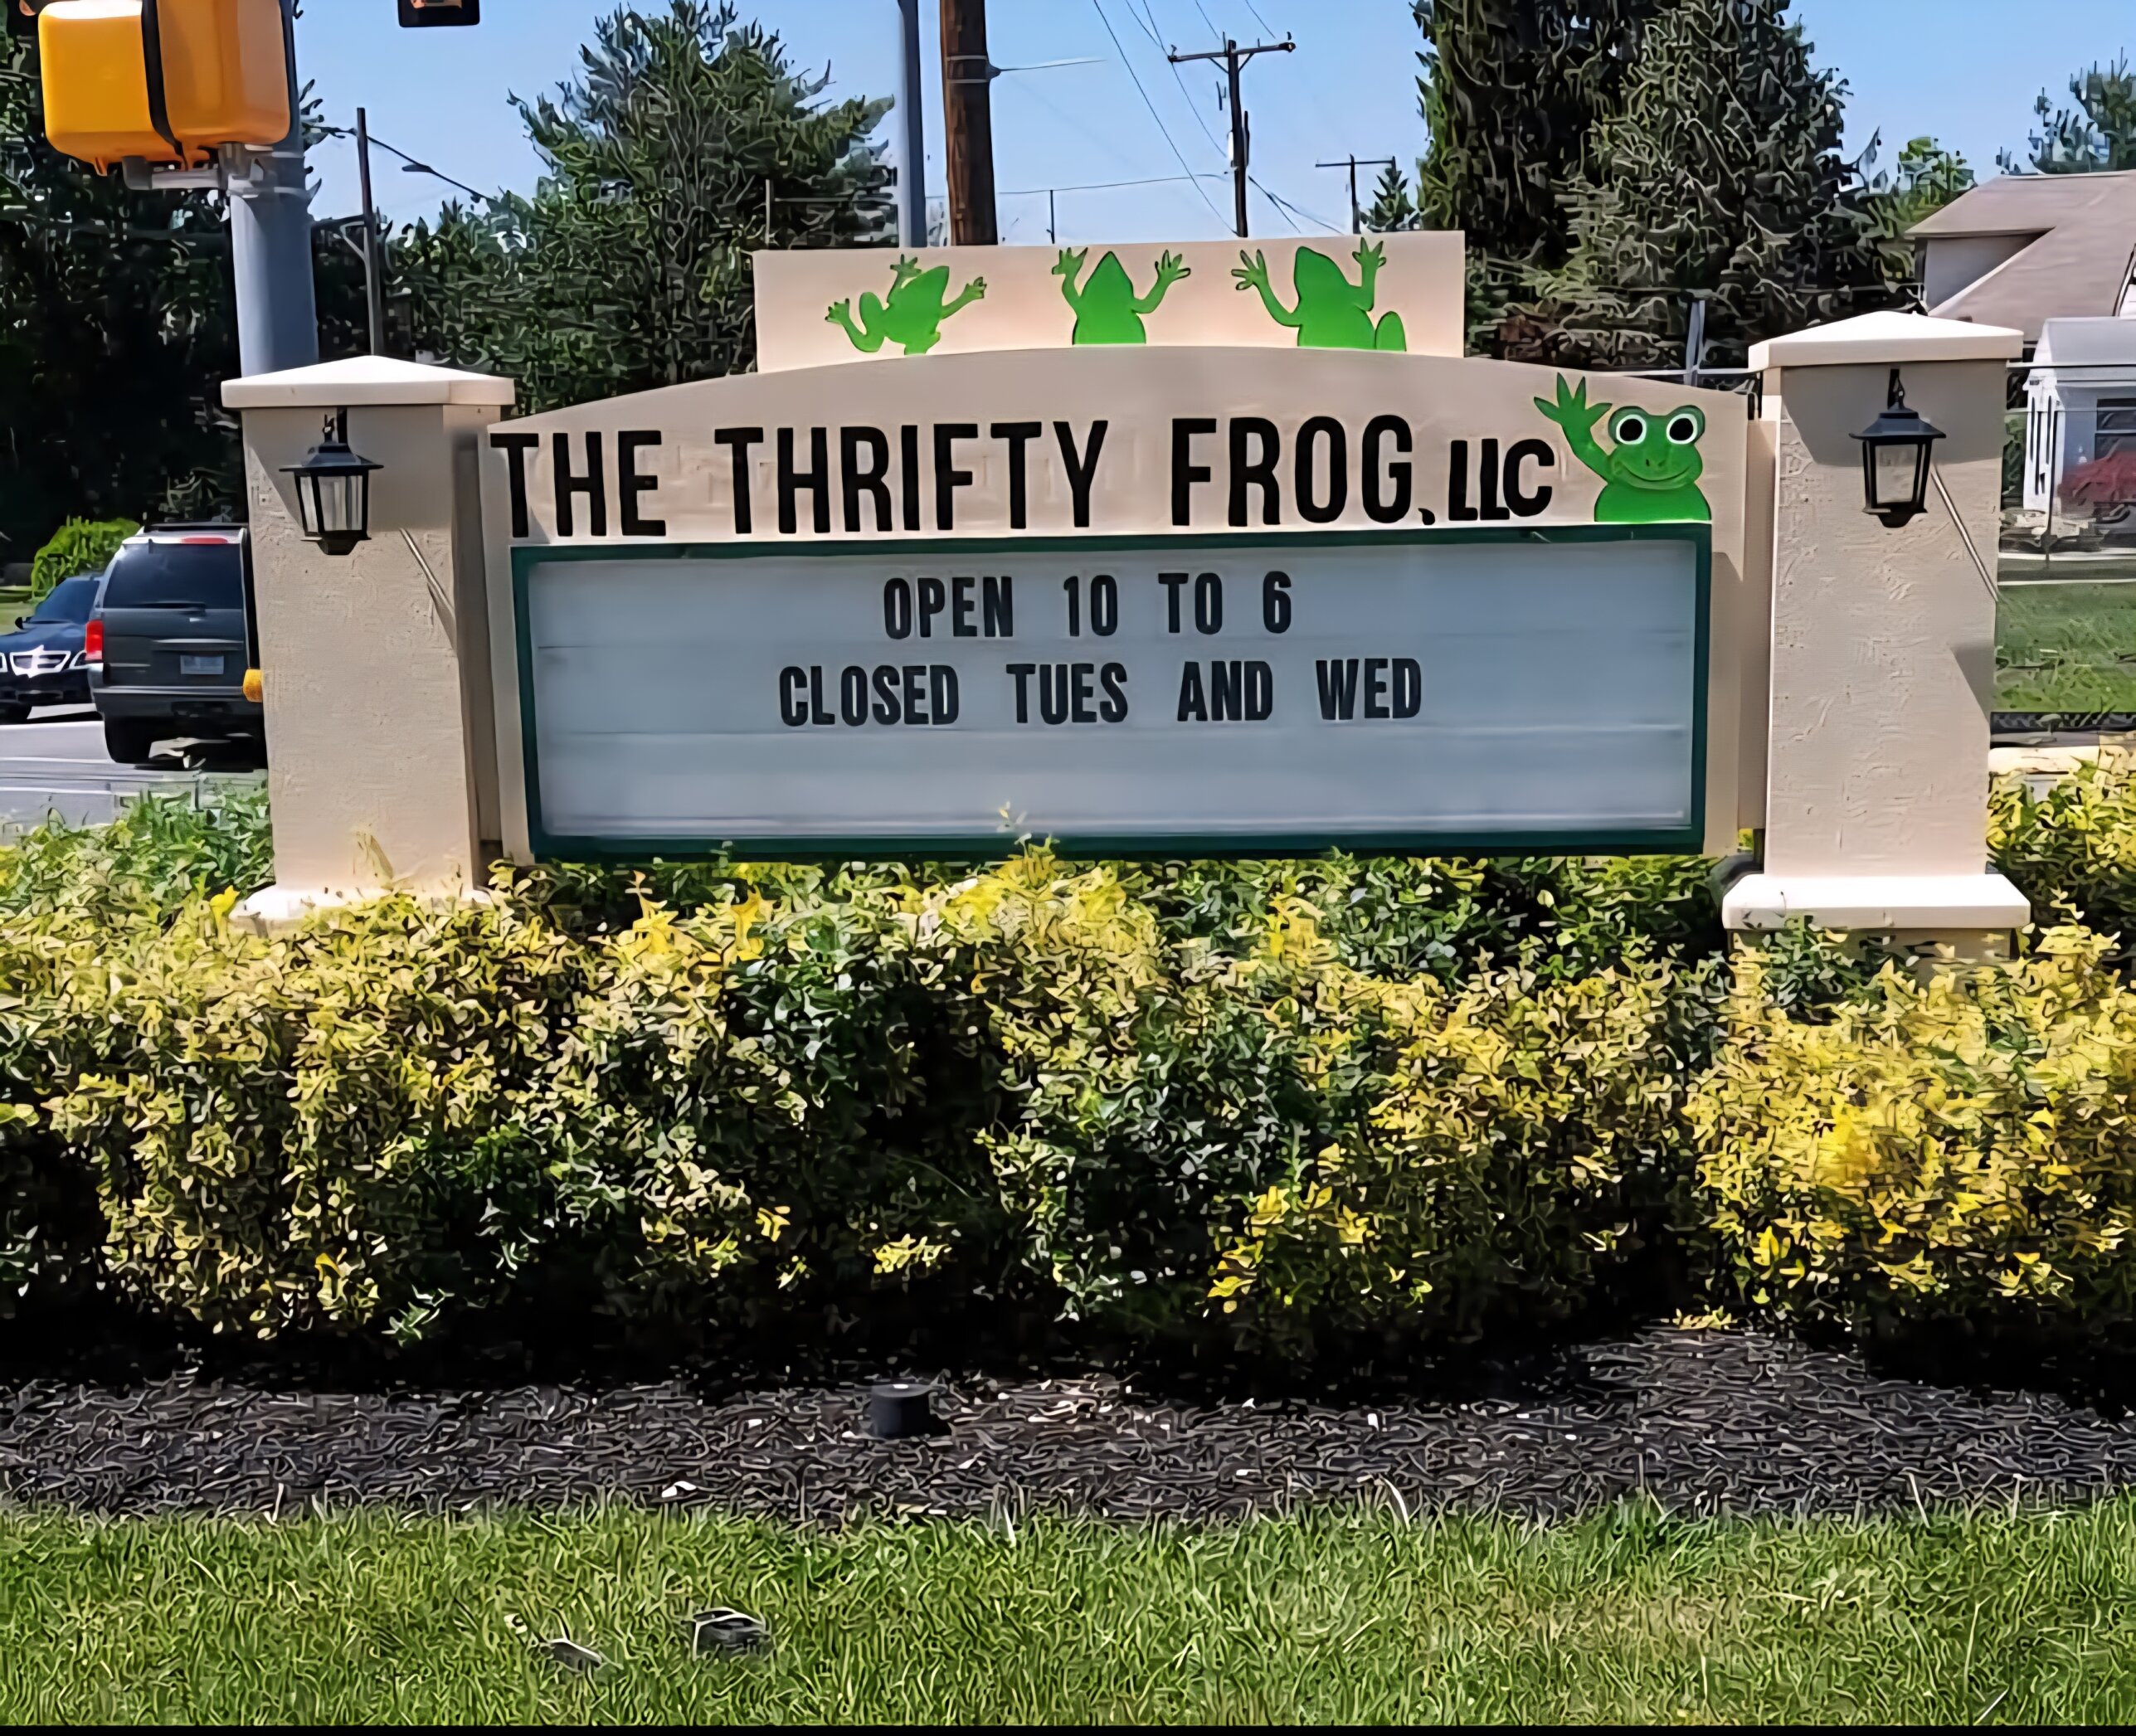 THE THRIFTY FROG, LLC
OPEN 10 TO 6
CLOSED TUES AND WED